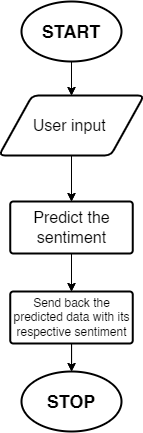 START
User input
Predict the
sentiment
Send back the
predicted data with its
respective sentiment
STOP